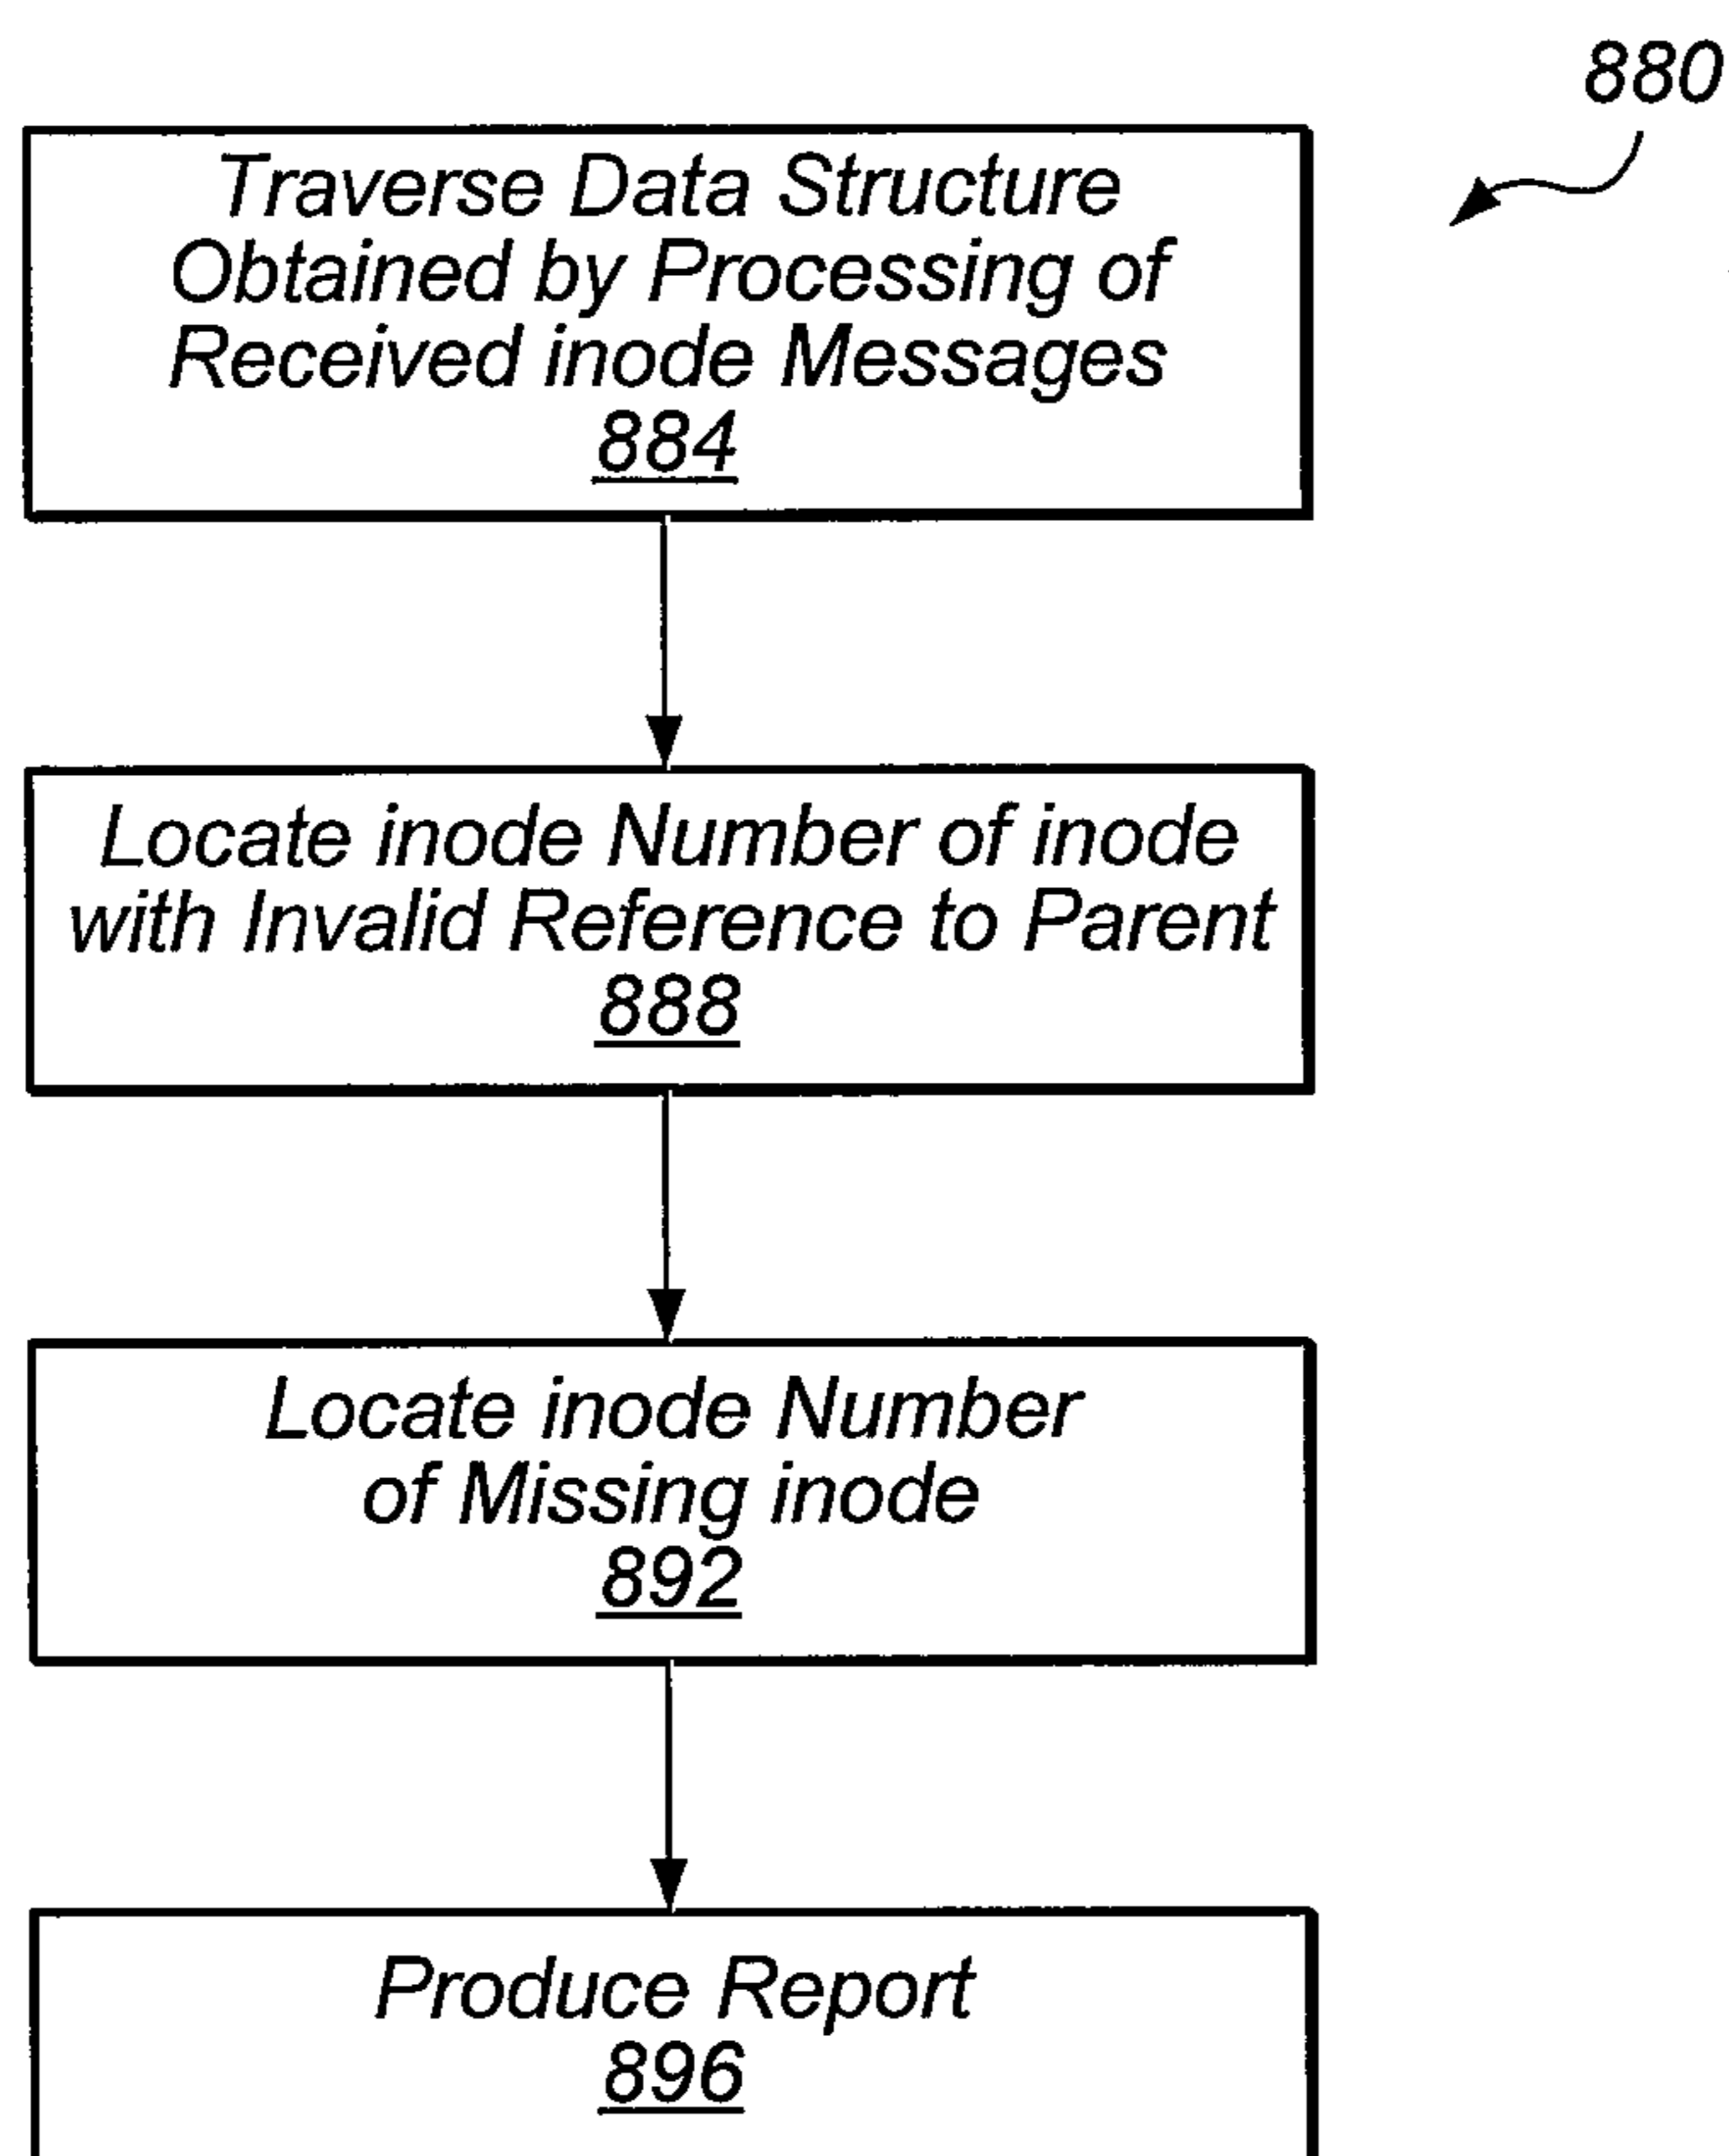 880
Traverse Data Structure
Obtained by Processing of
Received inode Messages
884
Locate inode Number of inode
with Invalid Reference to Parent
888
Locate inode Number
of Missing inode
892
Produce Report
896